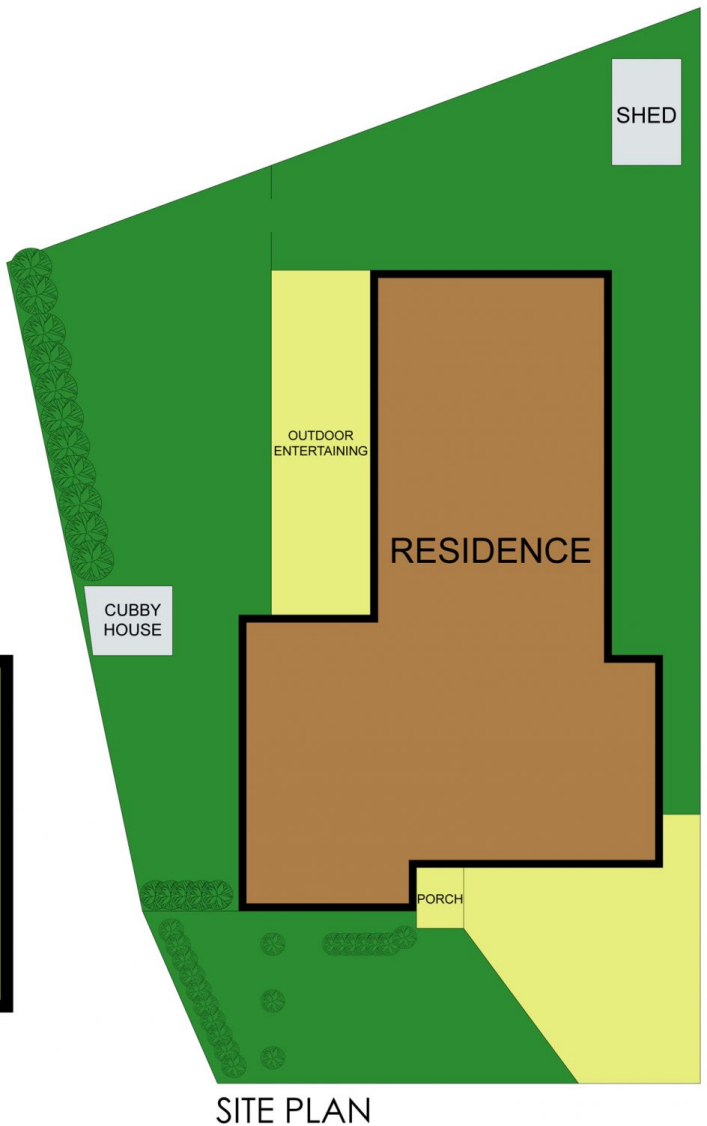 SHED
OUTDOOR
ENTERTAINING
RESIDENCE
CUBBY
HOUSE
PORCH
SITE PLAN